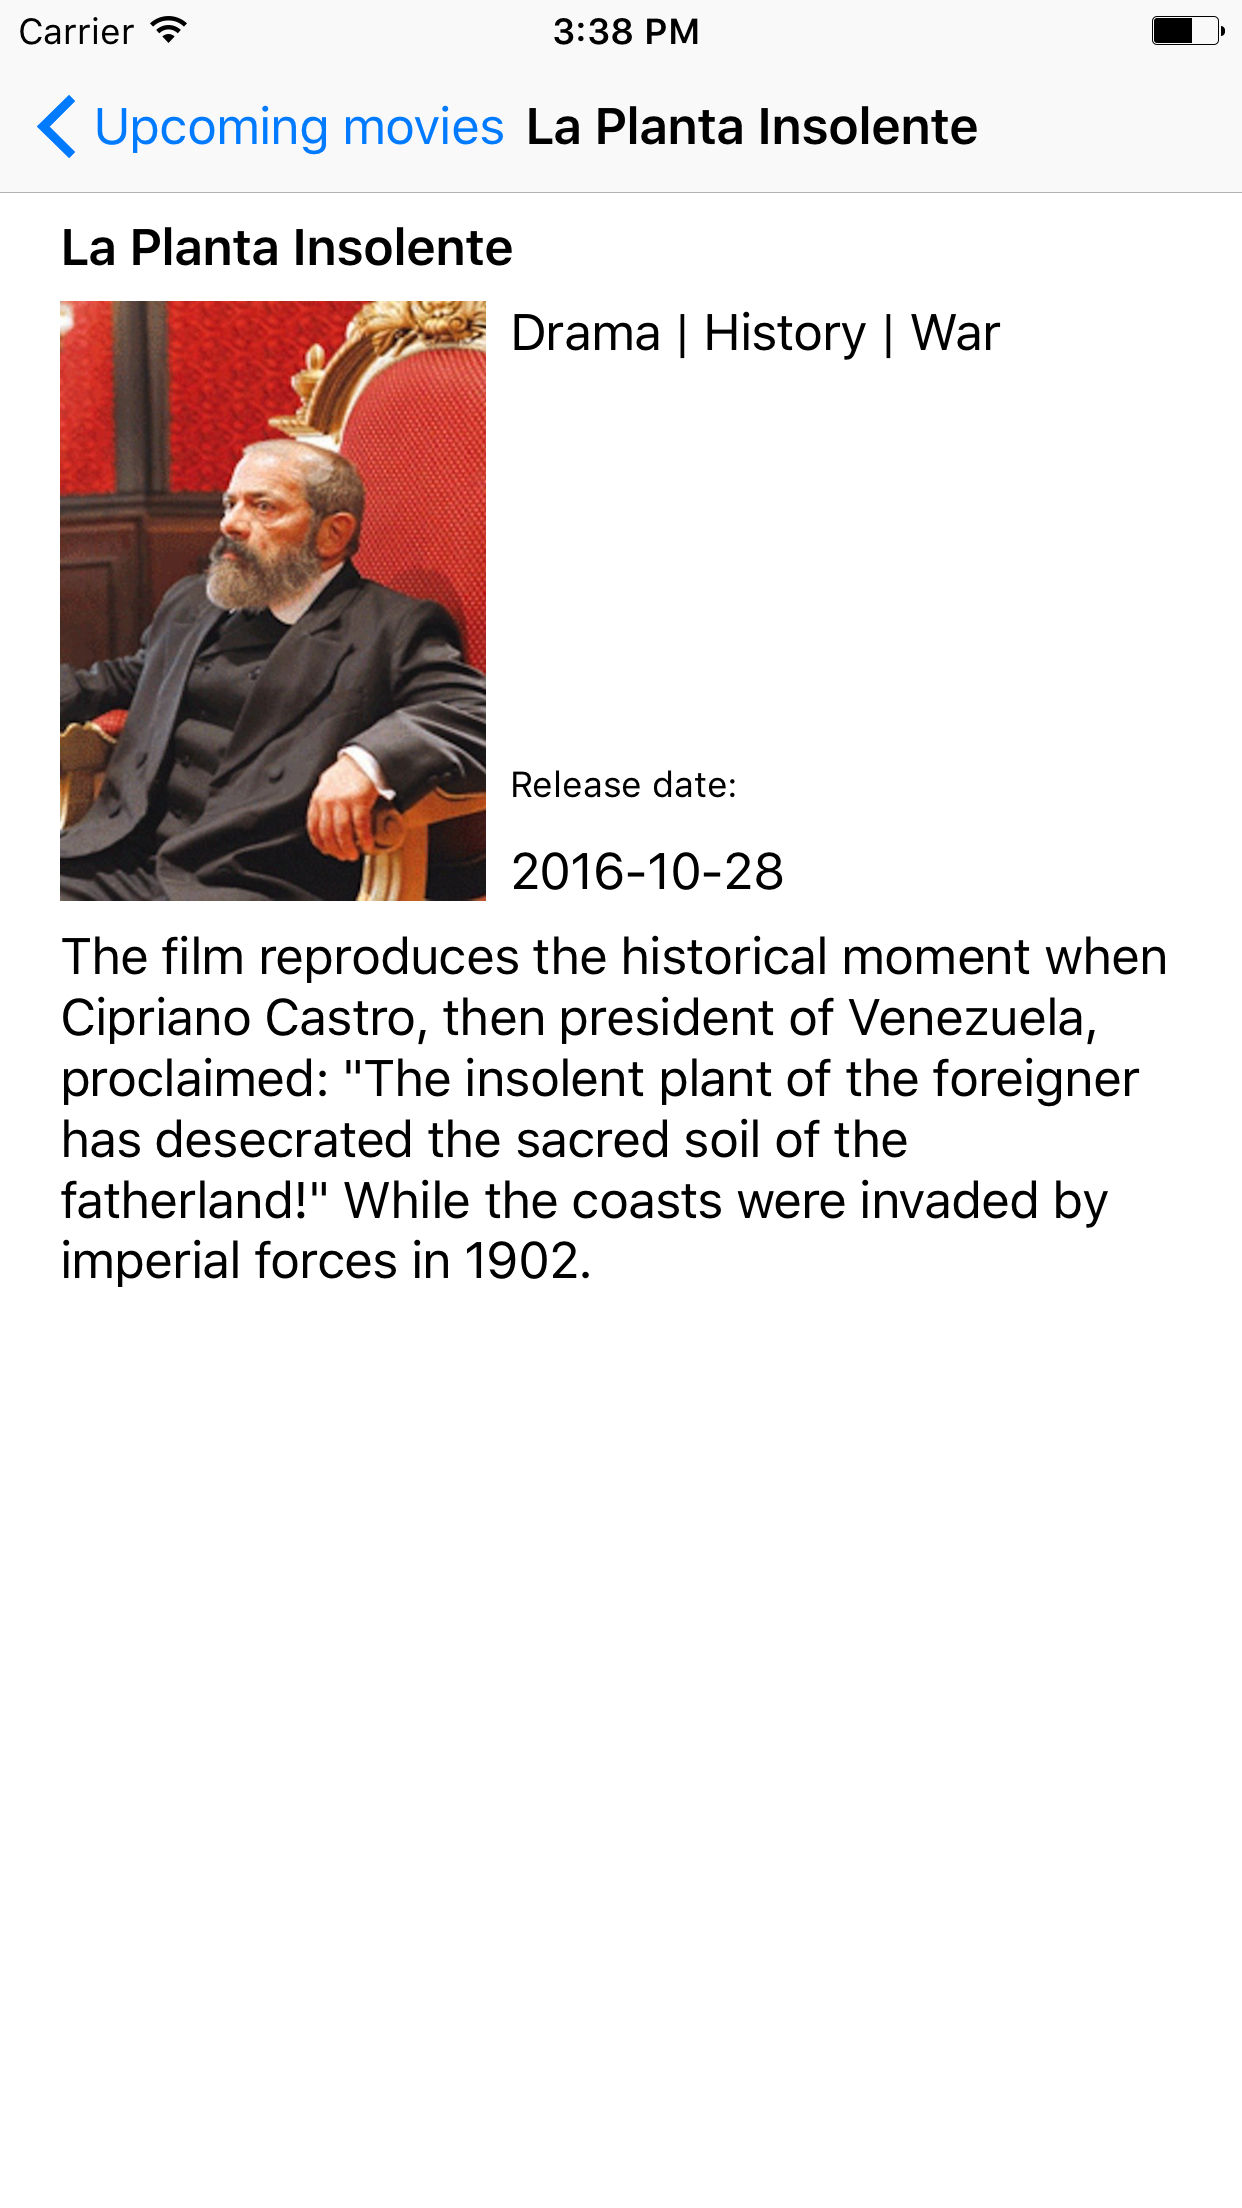 Carrier 3:38 PM
Upcoming movies La Planta Insolente
La Planta Insolente
Drama | History | War
Release date:
2016-10-28
The film reproduces the historical moment when
Cipriano Castro, then president of Venezuela,
proclaimed: "The insolent plant of the foreigner
has desecrated the sacred soil of the
fatherland!" While the coasts were invaded by
imperial forces in 1902.